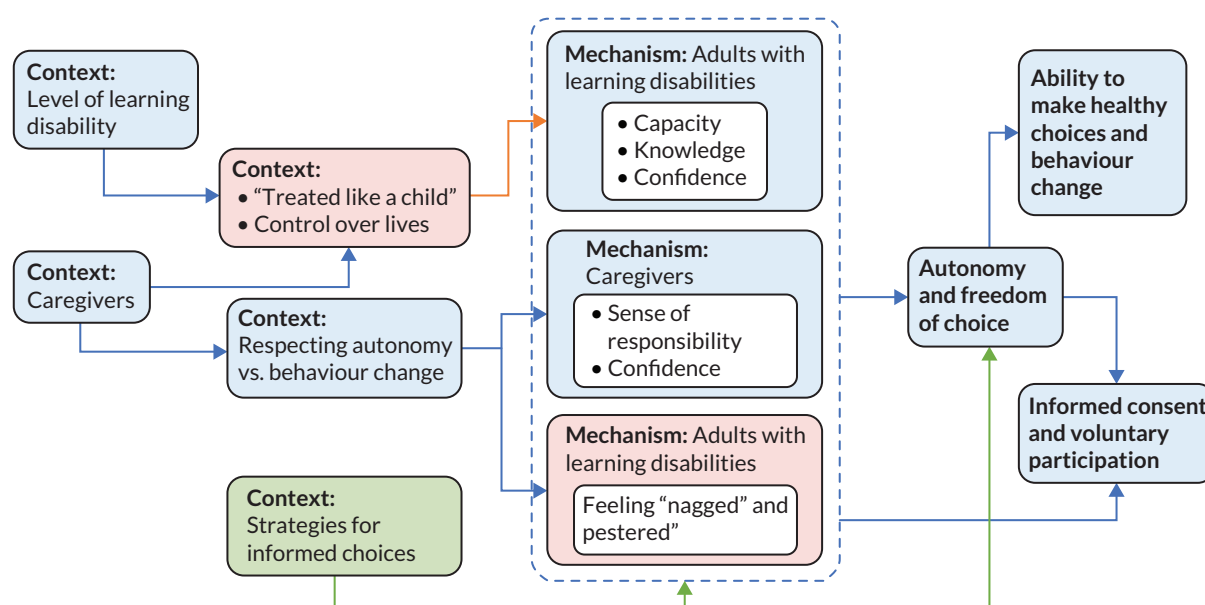 Context:
Level of learning
disability
Context:
• “Treated like a child”
• Control over lives
Context:
Caregivers
Context:
Respecting autonomy
vs. behaviour change
Context:
Strategies for
informed choices
Mechanism: Adults with
learning disabilities
• Capacity
• Knowledge
• Confidence
Mechanism:
Caregivers
• Sense of
responsibility
• Confidence
Mechanism: Adults with
learning disabilities
Feeling “nagged” and
pestered”
Autonomy
and freedom
of choice
Ability to
make healthy
choices and
behaviour
change
Informed consent
and voluntary
participation